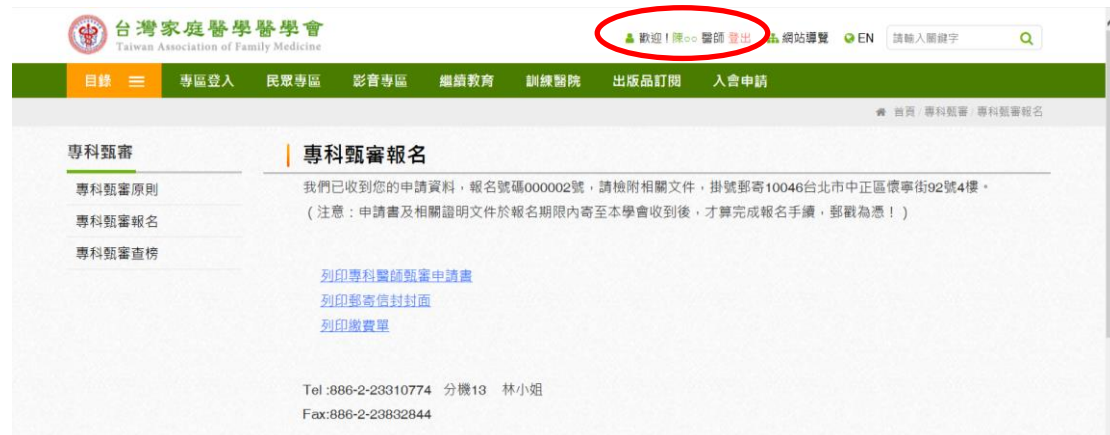 台灣家庭醫學醫學會
Taiwan Association of Family Medicine
歡迎！陳○○ 醫師 登出
網站導覽
EN
請輸入關鍵字
目錄
專區登入
民眾專區
影音專區
繼續教育
訓練醫院
出版品訂閱
入會申請
首頁 / 專科甄審 / 專科甄審報名
專科甄審
專科甄審原則
專科甄審報名
專科甄審查榜
專科甄審報名
我們已收到您的申請資料，報名號碼000002號，請檢附相關文件，掛號郵寄10046台北市中正區懷寧街92號4樓。
（注意：申請書及相關證明文件於報名期限內寄至本學會收到後，才算完成報名手續，郵戳為憑！）
列印專科醫師甄審申請書
列印郵寄信封封面
列印繳費單
Tel :886-2-23310774 分機13 林小姐
Fax:886-2-23832844